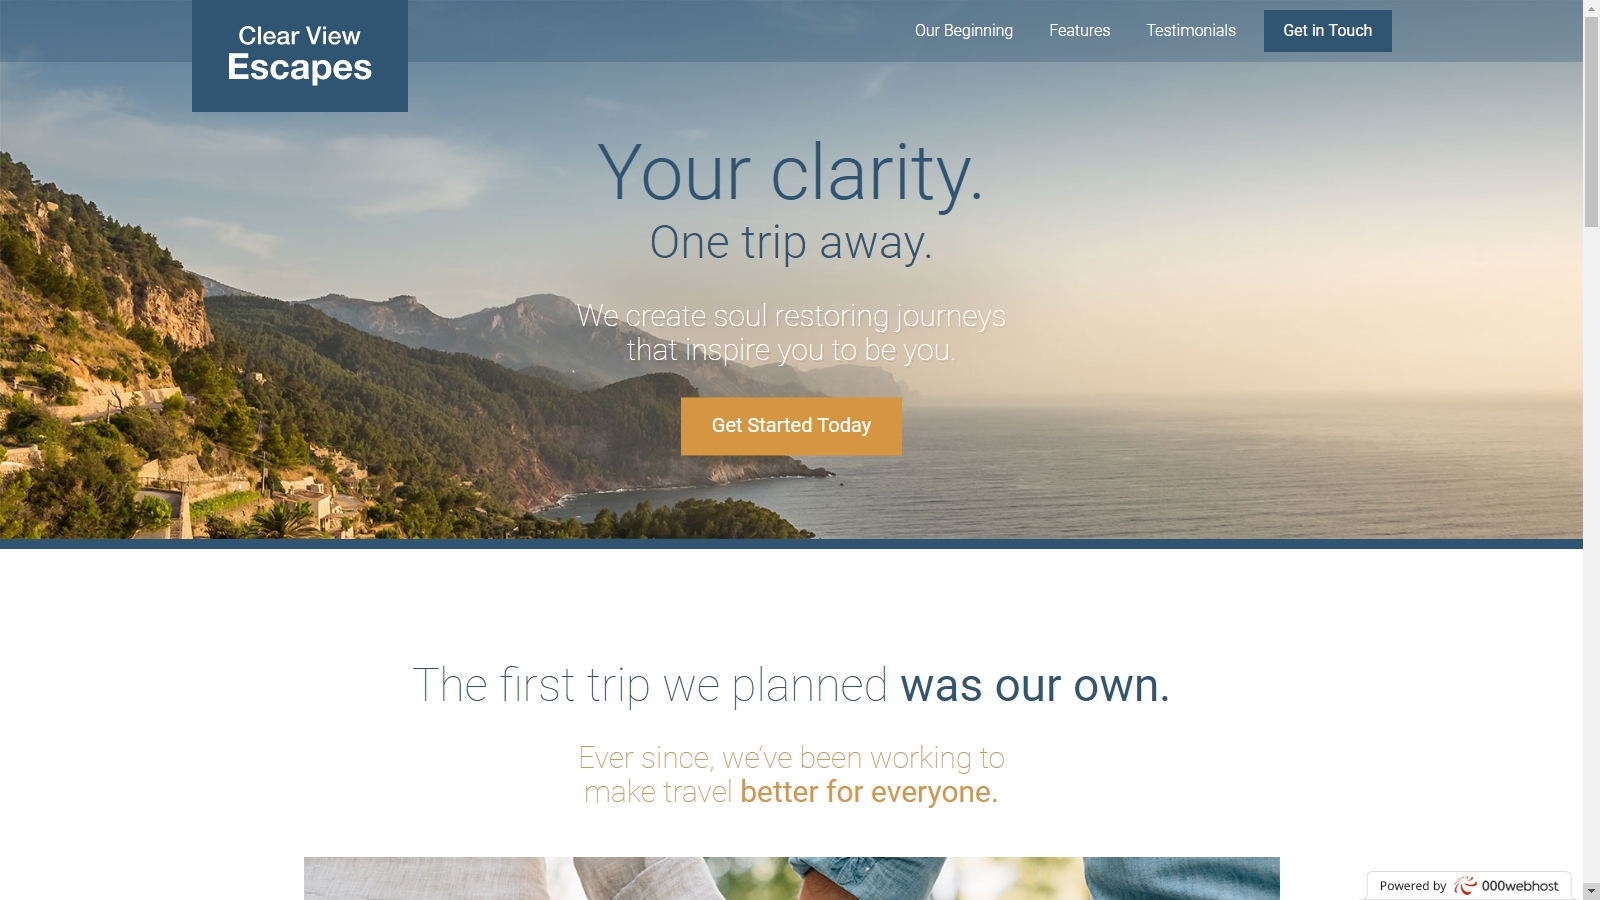 Clear View
Escapes
Our Beginning
Features
Testimonials
Get in Touch
Your clarity.
One trip away.
We create soul restoring journeys
that inspire you to be you.
Get Started Today
The first trip we planned was our own.
Ever since, we've been working to
make travel better for everyone.
Powered by 000webhost